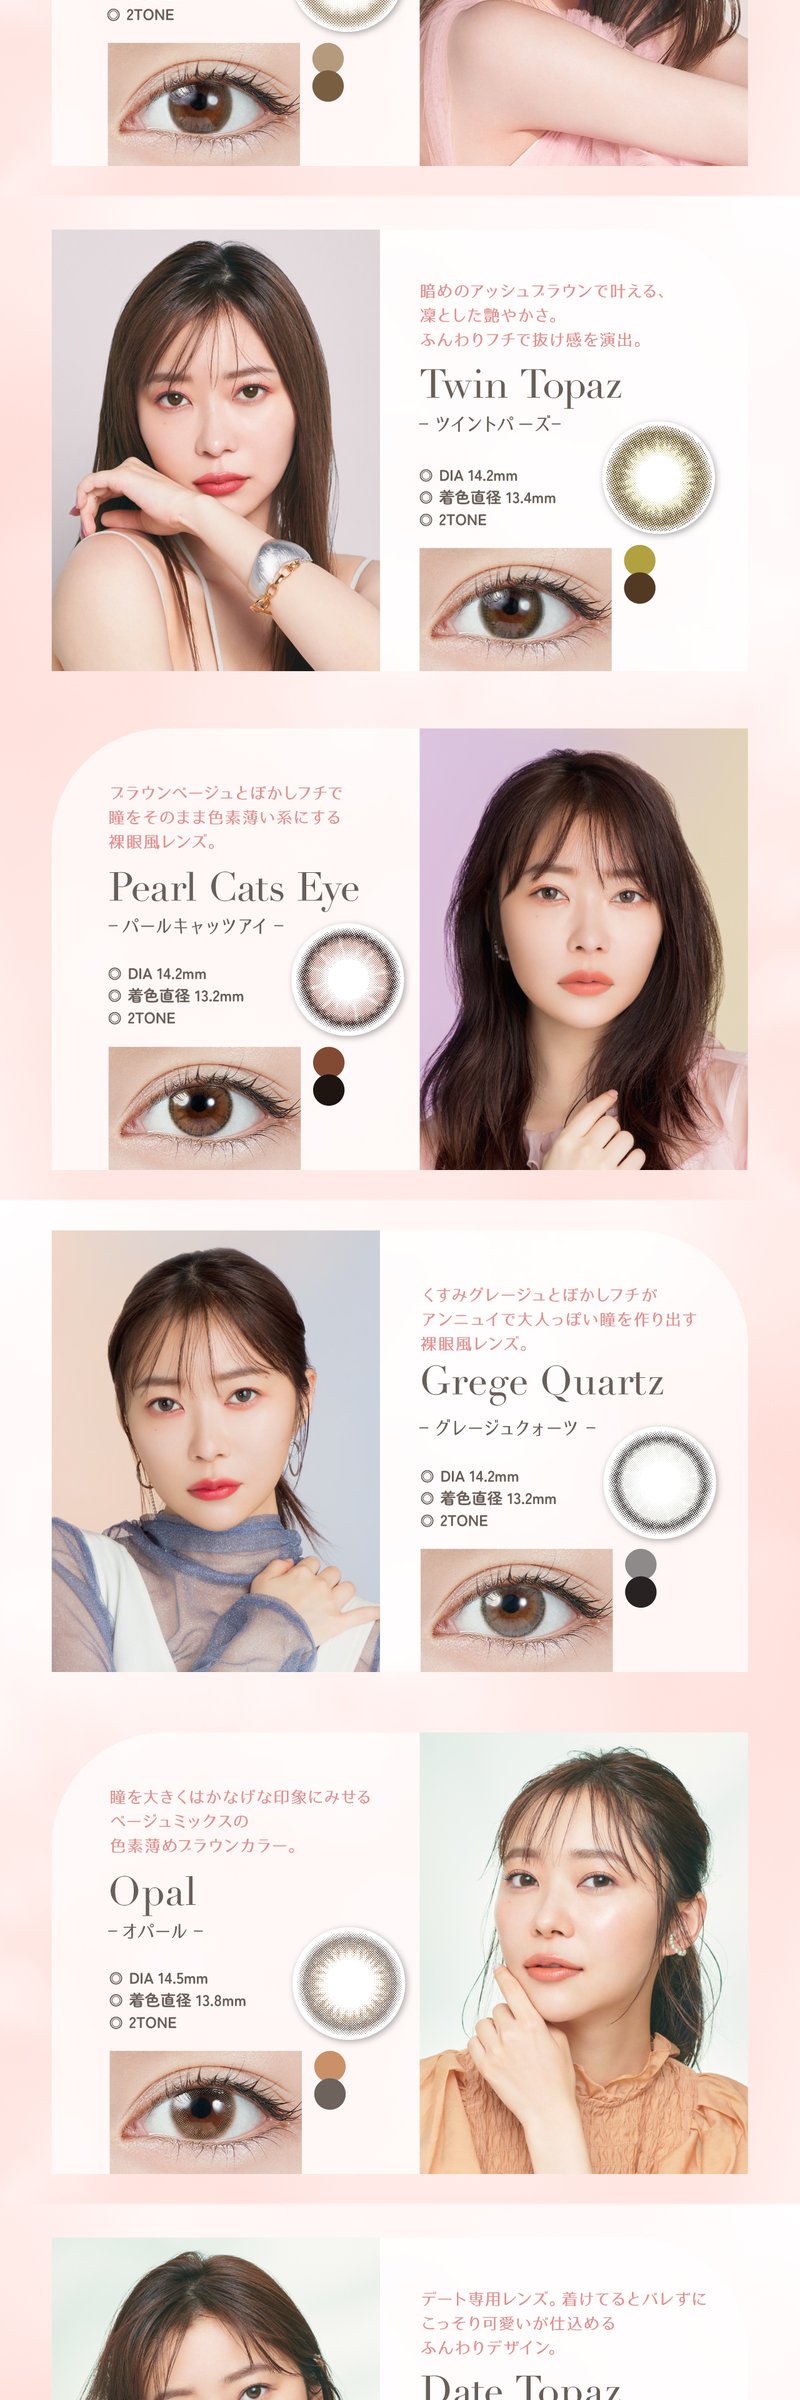 ◎ 2TONE
暗めのアッシュブラウンで叶える、
凜とした艶やかさ。
ふんわりフチで抜け感を演出。
Twin Topaz
– ツイントパーズ–
◎ DIA 14.2mm
◎ 着色直径 13.4mm
◎ 2TONE
ブラウンベージュとぼかしフチで
瞳をそのまま色素薄い系にする
裸眼風レンズ。
Pearl Cats Eye
– パールキャッツアイ –
◎ DIA 14.2mm
◎ 着色直径 13.2mm
◎ 2TONE
くすみグレージュとぼかしフチが
アンニュイで大人っぽい瞳を作り出す
裸眼風レンズ。
Grege Quartz
– グレージュクォーツ –
◎ DIA 14.2mm
◎ 着色直径 13.2mm
◎ 2TONE
瞳を大きくはかなげな印象にみせる
ベージュミックスの
色素薄めブラウンカラー。
Opal
– オパール –
◎ DIA 14.5mm
◎ 着色直径 13.8mm
◎ 2TONE
デート専用レンズ。着けてるとバレずに
こっそり可愛いが仕込める
ふんわりデザイン。
Date Topaz